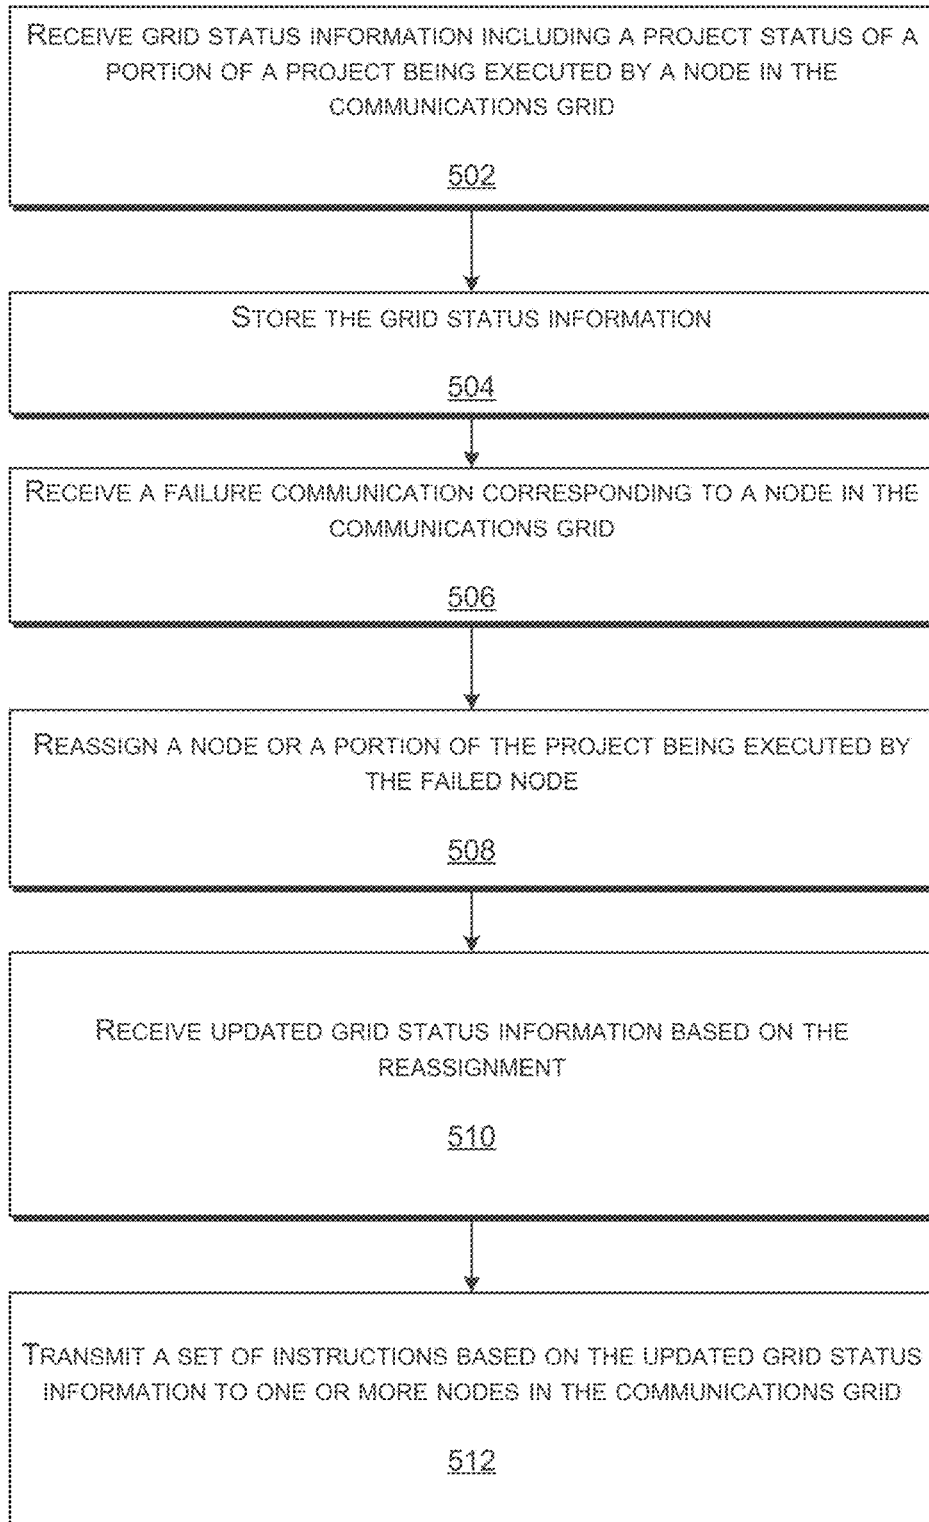 RECEIVE GRID STATUS INFORMATION INCLUDING A PROJECT STATUS OF A
PORTION OF A PROJECT BEING EXECUTED BY A NODE IN THE
COMMUNICATIONS GRID
502
STORE THE GRID STATUS INFORMATION
504
RECEIVE A FAILURE COMMUNICATION CORRESPONDING TO A NODE IN THE
COMMUNICATIONS GRID
506
REASSIGN A NODE OR A PORTION OF THE PROJECT BEING EXECUTED BY
THE FAILED NODE
508
RECEIVE UPDATED GRID STATUS INFORMATION BASED ON THE
REASSIGNMENT
510
TRANSMIT A SET OF INSTRUCTIONS BASED ON THE UPDATED GRID STATUS
INFORMATION TO ONE OR MORE NODES IN THE COMMUNICATIONS GRID
512